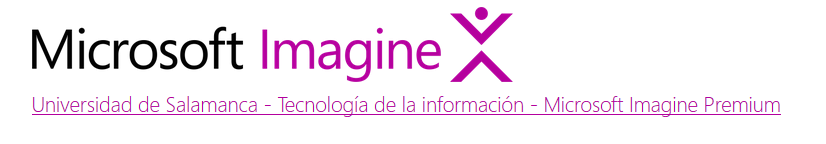 Microsoft Imagine
Universidad de Salamanca - Tecnología de la información - Microsoft Imagine Premium